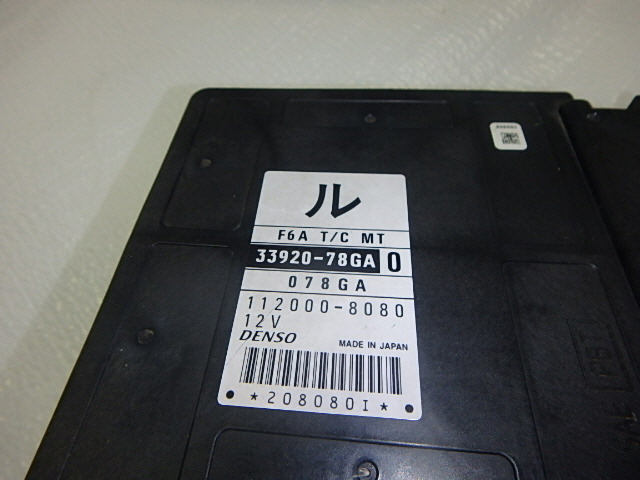 ル
F6A T/C MT
33920-78GA 0
078GA
112000-8080
12V
DENSO MADE IN JAPAN
*208080I*